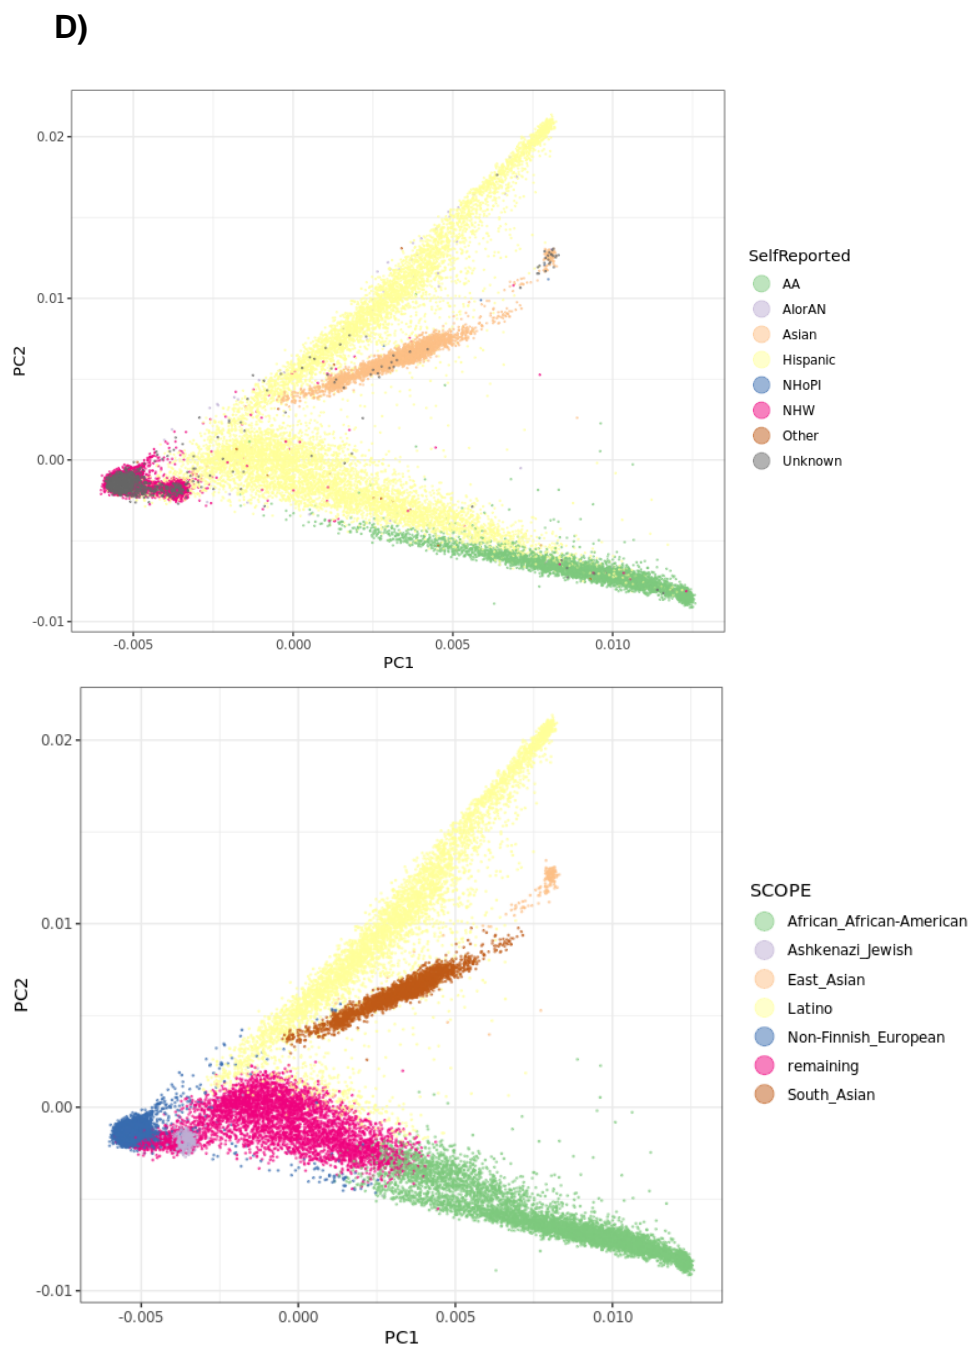 D)
0.02
0.01
0.00
-0.01
PC2
-0.005
0.000
0.005
0.010
PC1
SelfReported
AA
AIorAN
Asian
Hispanic
NHoPI
NHW
Other
Unknown
0.02
0.01
0.00
-0.01
PC2
-0.005
0.000
0.005
0.010
PC1
SCOPE
African_African-American
Ashkenazi_Jewish
East_Asian
Latino
Non-Finnish_European
remaining
South_Asian